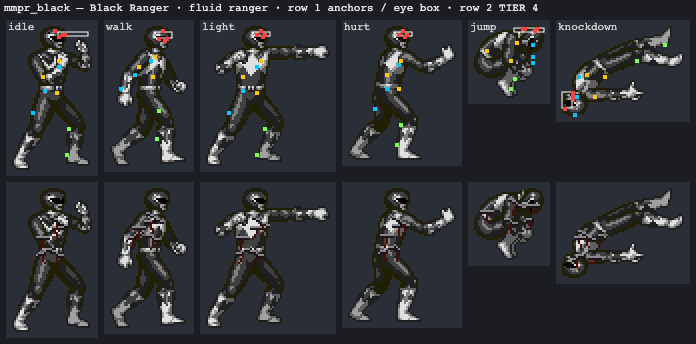 mmpr_black — Black Ranger · fluid ranger · row 1 anchors / eye box · row 2 TIER 4
idle walk light hurt jump knockdown